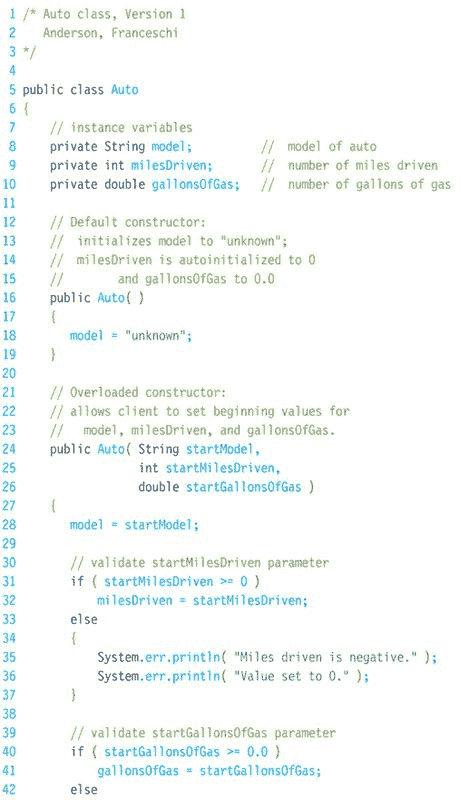 1 /* Auto class, Version 1
2    Anderson, Franceschi
3 */
4
5 public class Auto
6 {
7    // instance variables
8    private String model;          //  model of auto
9    private int milesDriven;       //  number of miles driven
10    private double gallonsOfGas;   //  number of gallons of gas
11
12    // Default constructor:
13    //  initializes model to "unknown";
14    //  milesDriven is autoinitialized to 0
15    //       and gallonsOfGas to 0.0
16    public Auto( )
17    {
18       model = "unknown";
19    }
20
21    // Overloaded constructor:
22    // allows client to set beginning values for
23    //   model, milesDriven, and gallonsOfGas.
24    public Auto( String startModel,
25                 int startMilesDriven,
26                 double startGallonsOfGas )
27    {
28       model = startModel;
29
30       // validate startMilesDriven parameter
31       if ( startMilesDriven >= 0 )
32           milesDriven = startMilesDriven;
33       else
34       {
35           System.err.println( "Miles driven is negative." );
36           System.err.println( "Value set to 0." );
37       }
38
39       // validate startGallonsOfGas parameter
40       if ( startGallonsOfGas >= 0.0 )
41           gallonsOfGas = startGallonsOfGas;
42       else